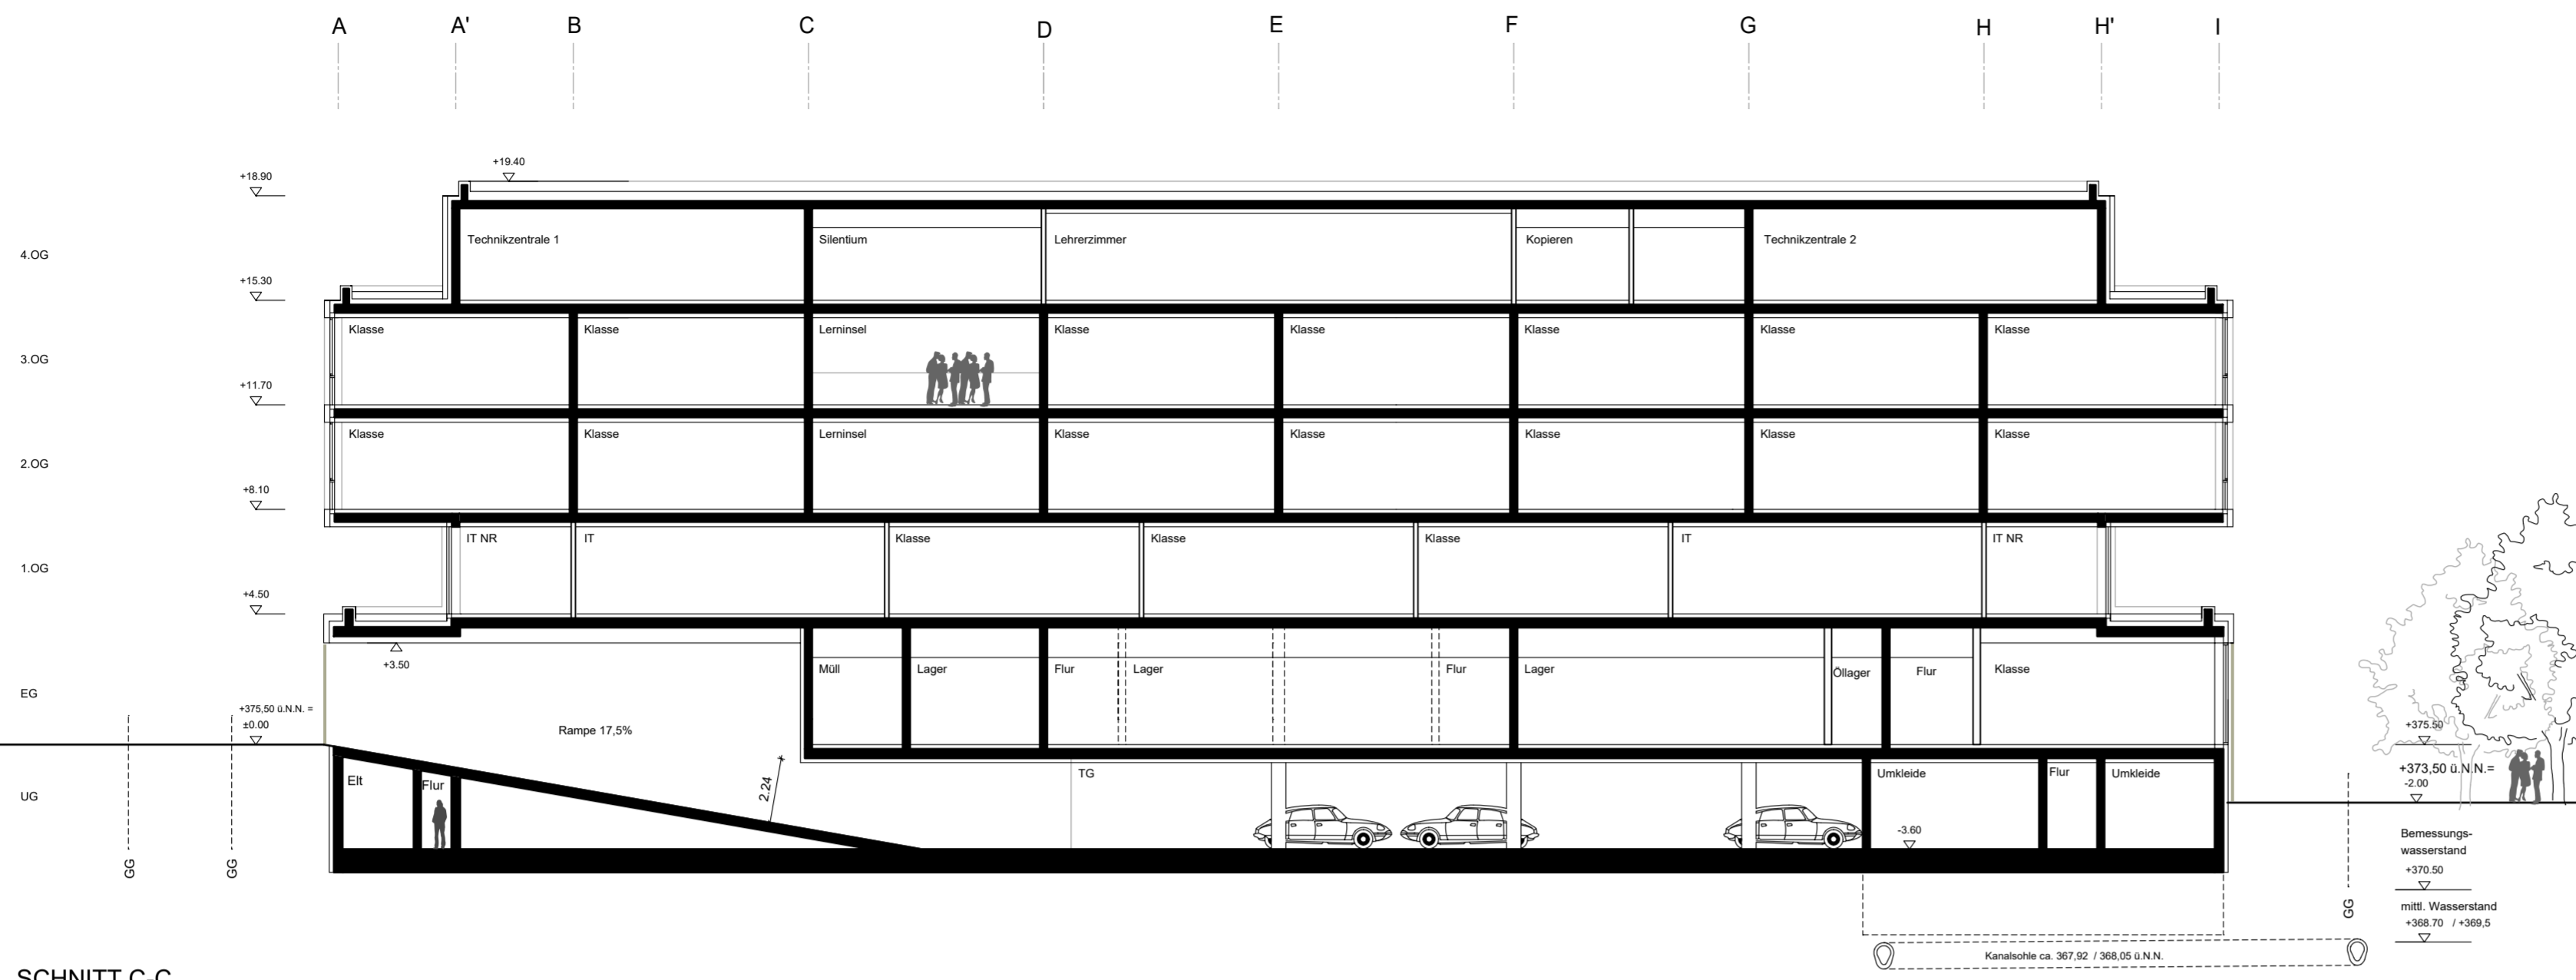 A A' B C D E F G H H' I
+19.40
+18.90
4.OG
Technikzentrale 1 Silentium Lehrerzimmer Kopieren Technikzentrale 2
+15.30
Klasse Klasse Lerninsel Klasse Klasse Klasse Klasse Klasse
3.OG
+11.70
Klasse Klasse Lerninsel Klasse Klasse Klasse Klasse Klasse
2.OG
+8.10
IT NR IT Klasse Klasse Klasse IT IT NR
1.OG
+4.50
+3.50
Müll Lager Flur Lager Flur Lager Öllager Flur Klasse
EG
+375,50 ü.N.N. =
±0.00
Rampe 17,5%
+375.50
+373,50 ü.N.N.=
-2.00
UG
Elt Flur 2.24 TG Umkleide Flur Umkleide
-3.60
Bemessungs-
wasserstand
+370.50
GG GG GG
mittl. Wasserstand
+368.70 / +369,5
Kanalsohle ca. 367,92 / 368,05 ü.N.N.
SCHNITT C-C